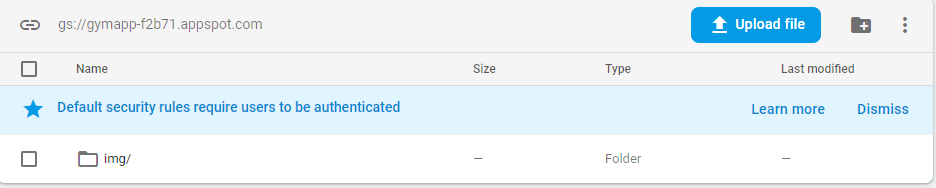 gs://gymapp-f2b71.appspot.com Upload file
Name Size Type Last modified
Default security rules require users to be authenticated Learn more Dismiss
img/ — Folder —